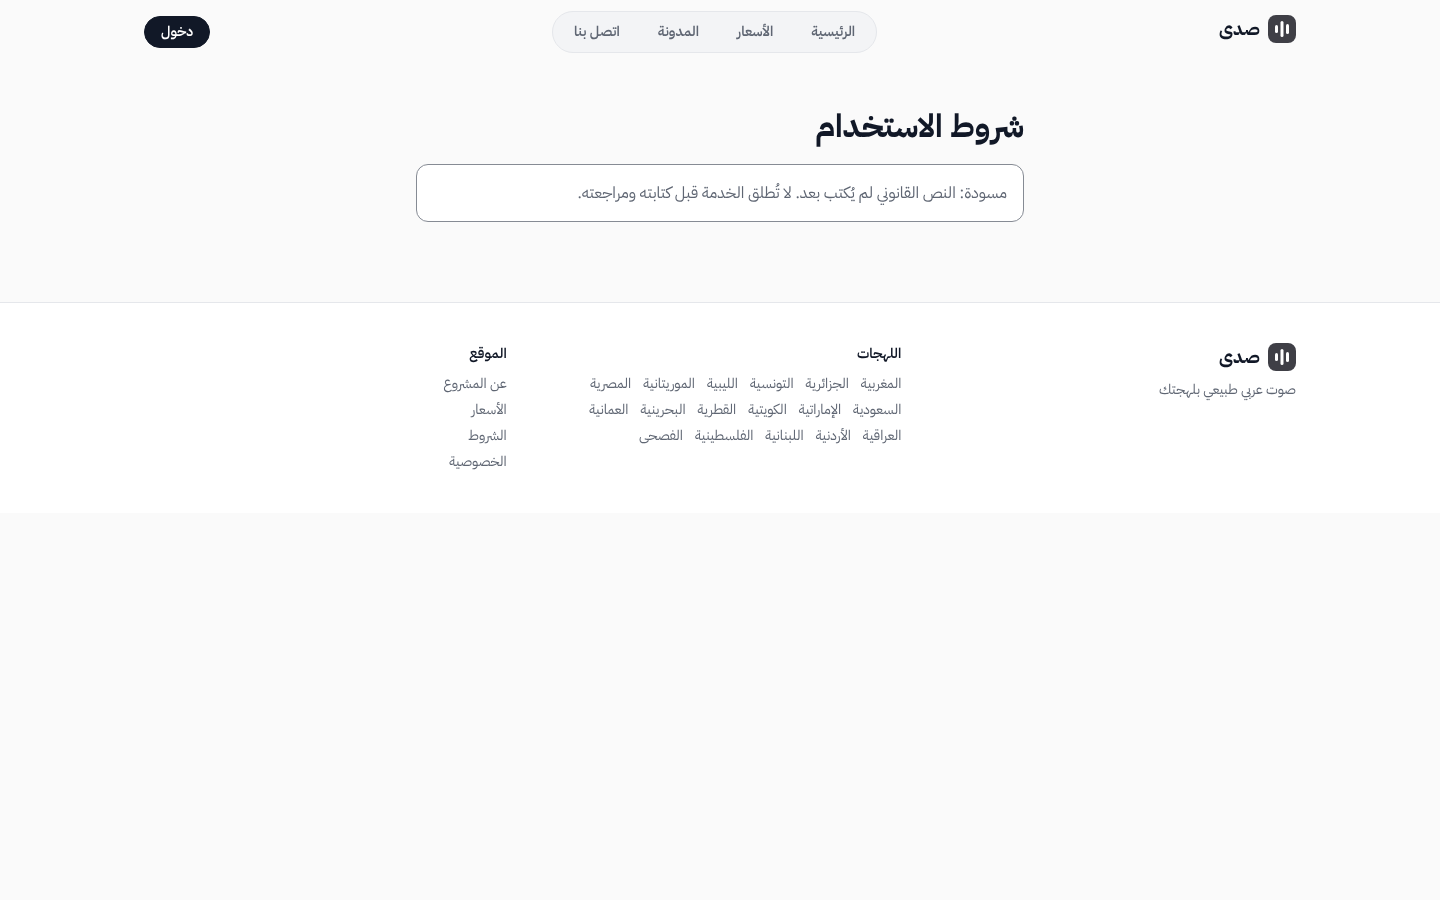 صدى
الرئيسية الأسعار المدونة اتصل بنا
دخول
شروط الاستخدام
مسودة: النص القانوني لم يُكتب بعد. لا تُطلق الخدمة قبل كتابته ومراجعته.
صدى
صوت عربي طبيعي بلهجتك
اللهجات
المغربية الجزائرية التونسية الليبية الموريتانية المصرية
السعودية الإماراتية الكويتية القطرية البحرينية العمانية
العراقية الأردنية اللبنانية الفلسطينية الفصحى
الموقع
عن المشروع
الأسعار
الشروط
الخصوصية